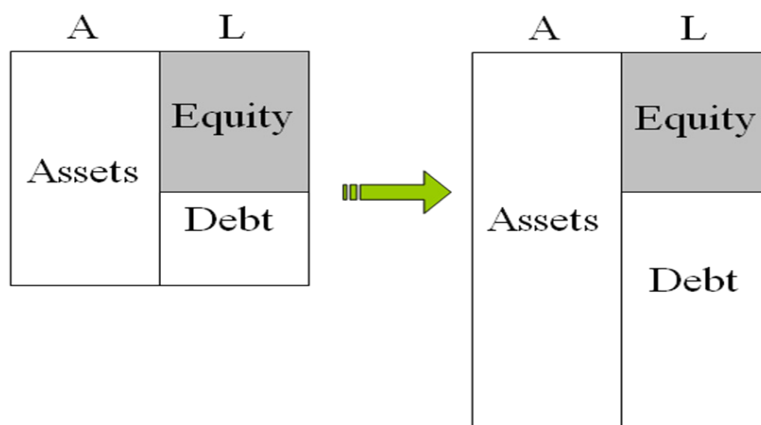 A L
Equity
Assets
Debt
A L
Equity
Assets
Debt